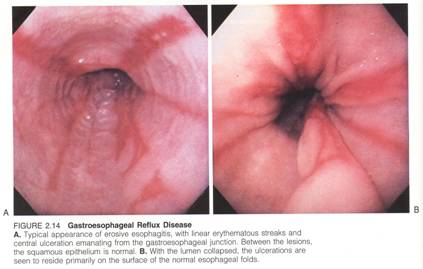 A
B
FIGURE 2.14 Gastroesophageal Reflux Disease
A. Typical appearance of erosive esophagitis, with linear erythematous streaks and
central ulceration emanating from the gastroesophageal junction. Between the lesions,
the squamous epithelium is normal. B. With the lumen collapsed, the ulcerations are
seen to reside primarily on the surface of the normal esophageal folds.